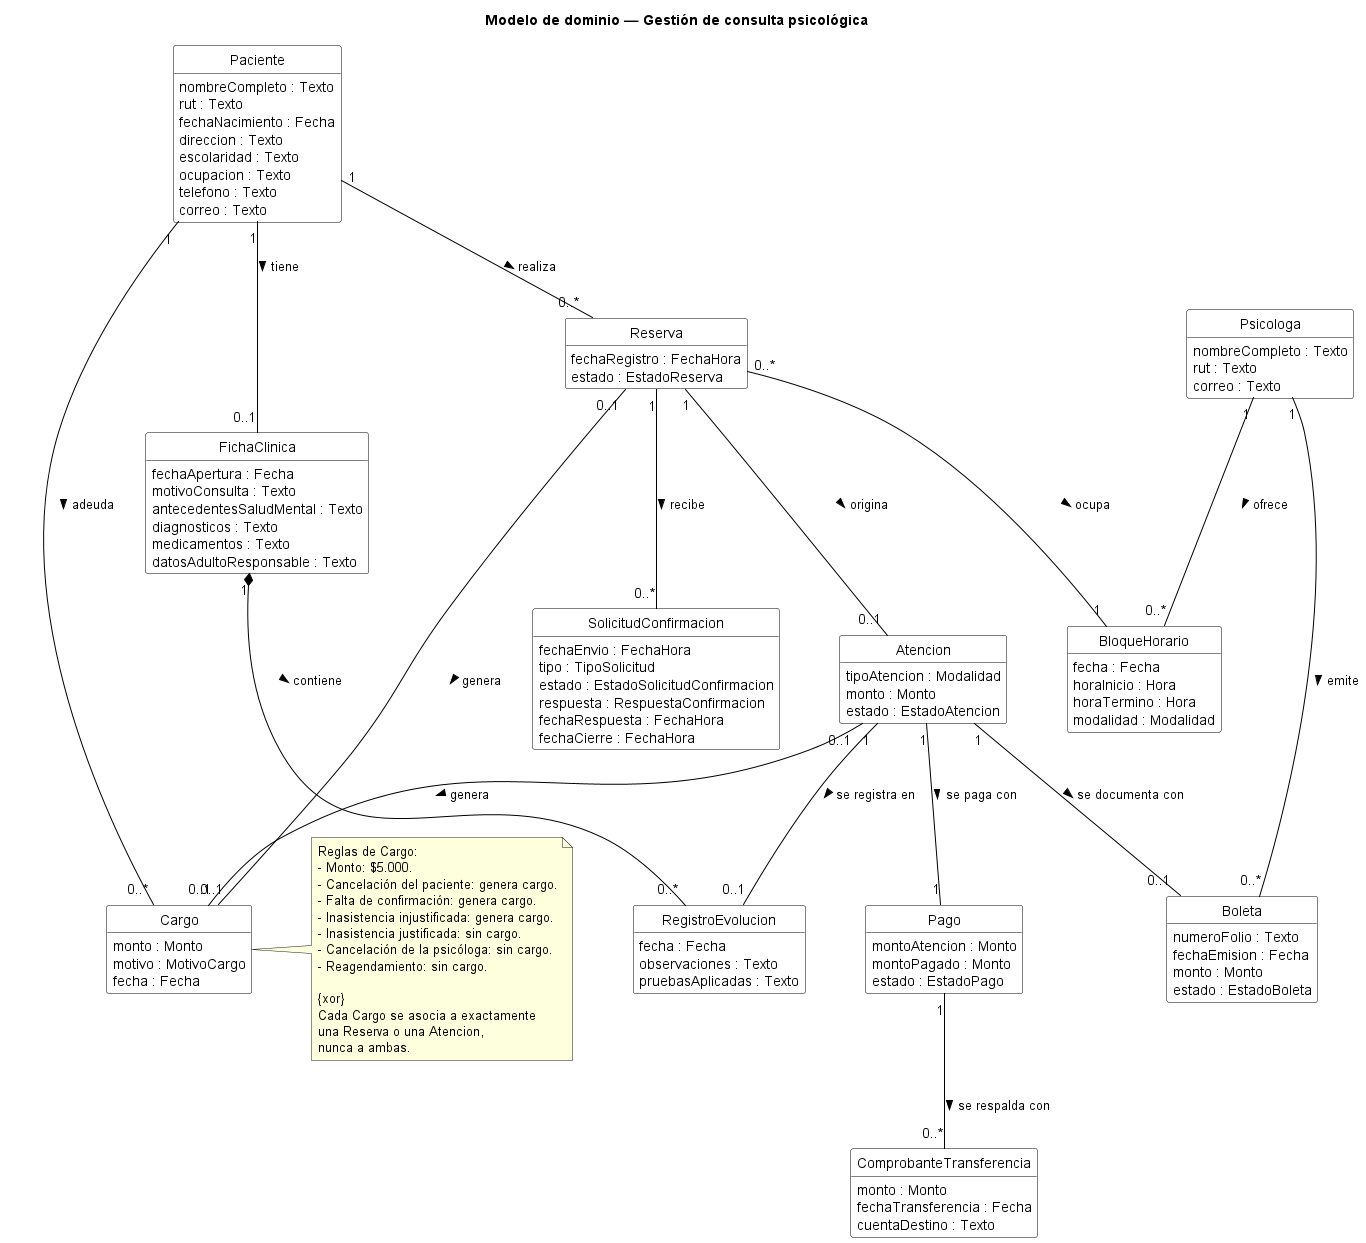 Modelo de dominio — Gestión de consulta psicológica
Paciente
nombreCompleto : Texto
rut : Texto
fechaNacimiento : Fecha
direccion : Texto
escolaridad : Texto
ocupacion : Texto
telefono : Texto
correo : Texto
1
1
1
tiene
realiza
0..*
Reserva
fechaRegistro : FechaHora
estado : EstadoReserva
0..*
0..1
1
1
Psicologa
nombreCompleto : Texto
rut : Texto
correo : Texto
1
1
0..1
FichaClinica
fechaApertura : Fecha
motivoConsulta : Texto
antecedentesSaludMental : Texto
diagnosticos : Texto
medicamentos : Texto
datosAdultoResponsable : Texto
1
adeuda
recibe
origina
ocupa
ofrece
0..*
0..1
1
0..*
SolicitudConfirmacion
fechaEnvio : FechaHora
tipo : TipoSolicitud
estado : EstadoSolicitudConfirmacion
respuesta : RespuestaConfirmacion
fechaRespuesta : FechaHora
fechaCierre : FechaHora
Atencion
tipoAtencion : Modalidad
monto : Monto
estado : EstadoAtencion
BloqueHorario
fecha : Fecha
horaInicio : Hora
horaTermino : Hora
modalidad : Modalidad
contiene
genera
emite
0..1
1
1
1
genera
se registra en
se paga con
se documenta con
Reglas de Cargo:
- Monto: $5.000.
- Cancelación del paciente: genera cargo.
- Falta de confirmación: genera cargo.
- Inasistencia injustificada: genera cargo.
- Inasistencia justificada: sin cargo.
- Cancelación de la psicóloga: sin cargo.
- Reagendamiento: sin cargo.
{xor}
Cada Cargo se asocia a exactamente
una Reserva o una Atencion,
nunca a ambas.
0..*
0..1
0..*
0..1
1
0..1
0..*
Cargo
monto : Monto
motivo : MotivoCargo
fecha : Fecha
RegistroEvolucion
fecha : Fecha
observaciones : Texto
pruebasAplicadas : Texto
Pago
montoAtencion : Monto
montoPagado : Monto
estado : EstadoPago
Boleta
numeroFolio : Texto
fechaEmision : Fecha
monto : Monto
estado : EstadoBoleta
1
se respalda con
0..*
ComprobanteTransferencia
monto : Monto
fechaTransferencia : Fecha
cuentaDestino : Texto